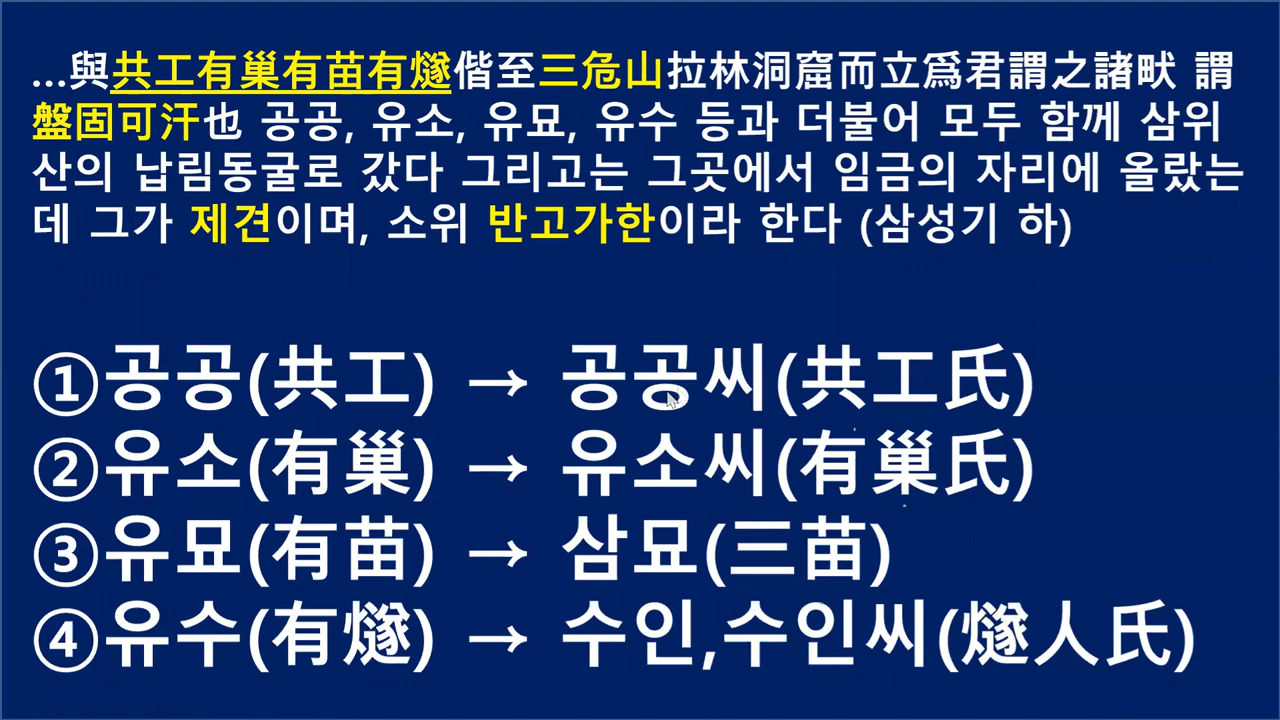 ...與共工有巢有苗有燧偕至三危山拉林洞窟而立爲君謂之諸畎 謂
盤固可汗也 공공, 유소, 유묘, 유수 등과 더불어 모두 함께 삼위
산의 납림동굴로 갔다 그리고는 그곳에서 임금의 자리에 올랐는
데 그가 제견이며, 소위 반고가한이라 한다 (삼성기 하)
①공공(共工) → 공공씨(共工氏)
②유소(有巢) → 유소씨(有巢氏)
③유묘(有苗) → 삼묘(三苗)
④유수(有燧) → 수인,수인씨(燧人氏)